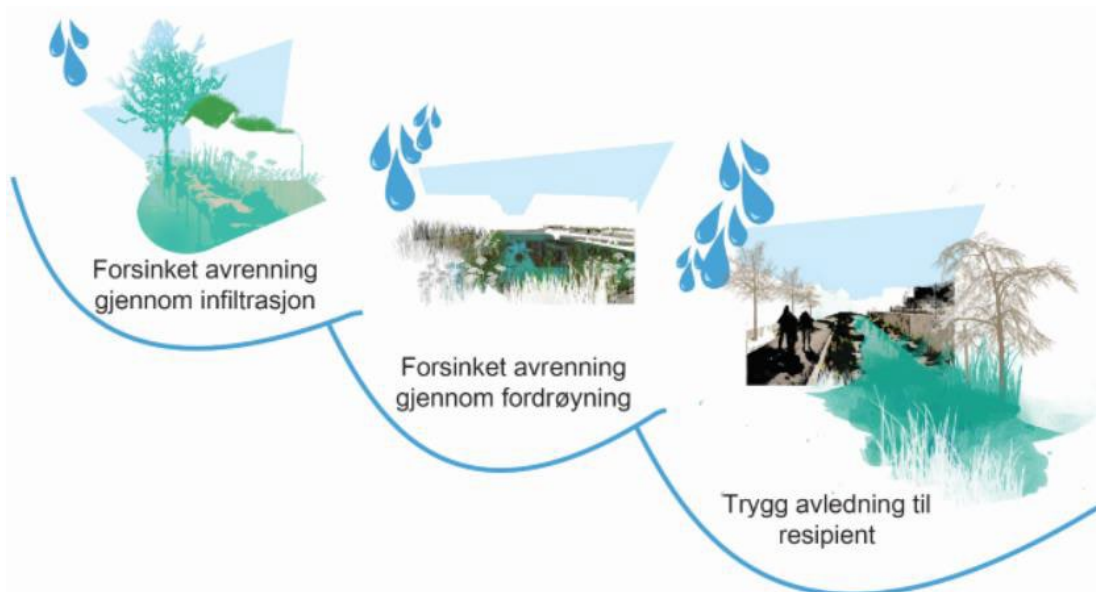 Forsinket avrenning
gjennom infiltrasjon
Forsinket avrenning
gjennom fordrøyning
Trygg avledning til
resipient